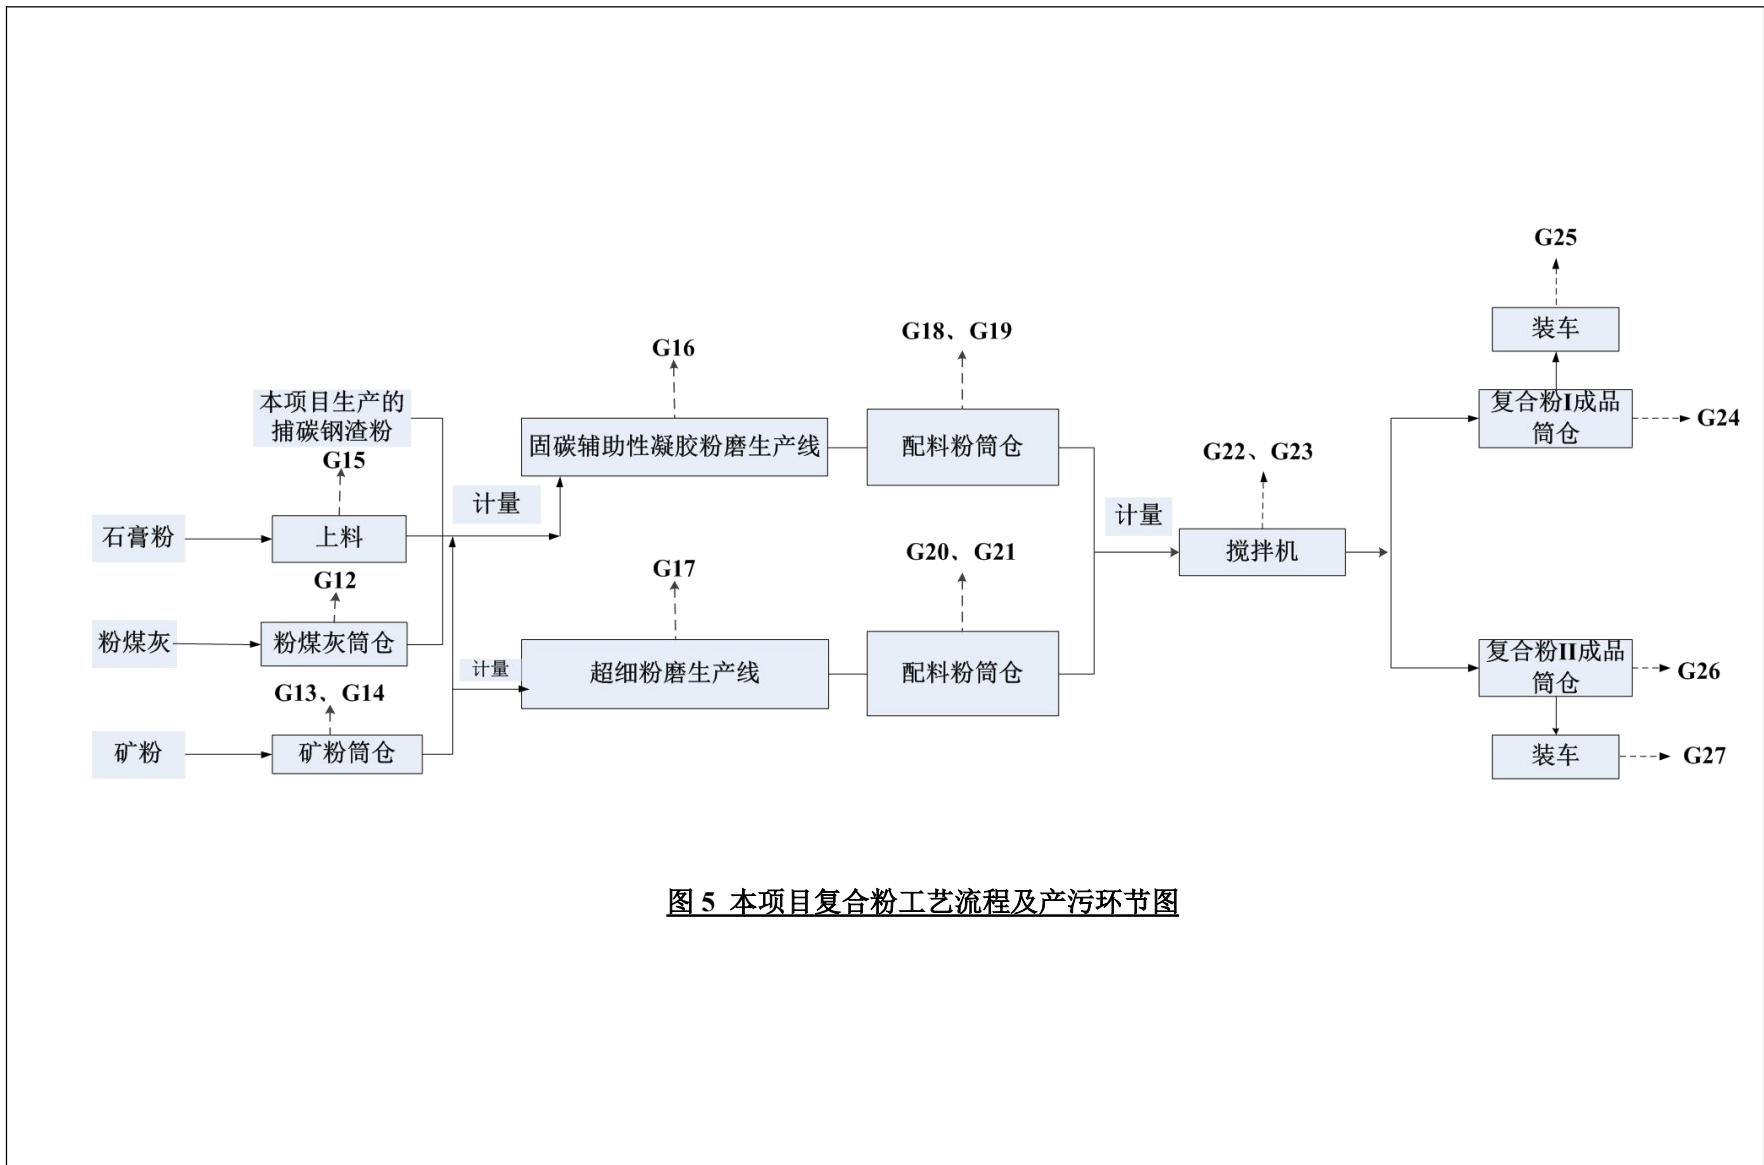 G25
装车
G18、G19
G16
本项目生产的
捕碳钢渣粉
复合粉I成品
筒仓
G24
固碳辅助性凝胶粉磨生产线
配料粉筒仓
G15
G22、G23
计量
计量
石膏粉
上料
搅拌机
G20、G21
G12
G17
粉煤灰
粉煤灰筒仓
计量
超细粉磨生产线
配料粉筒仓
复合粉II成品
筒仓
G26
G13、G14
矿粉
矿粉筒仓
装车
G27
图 5 本项目复合粉工艺流程及产污环节图